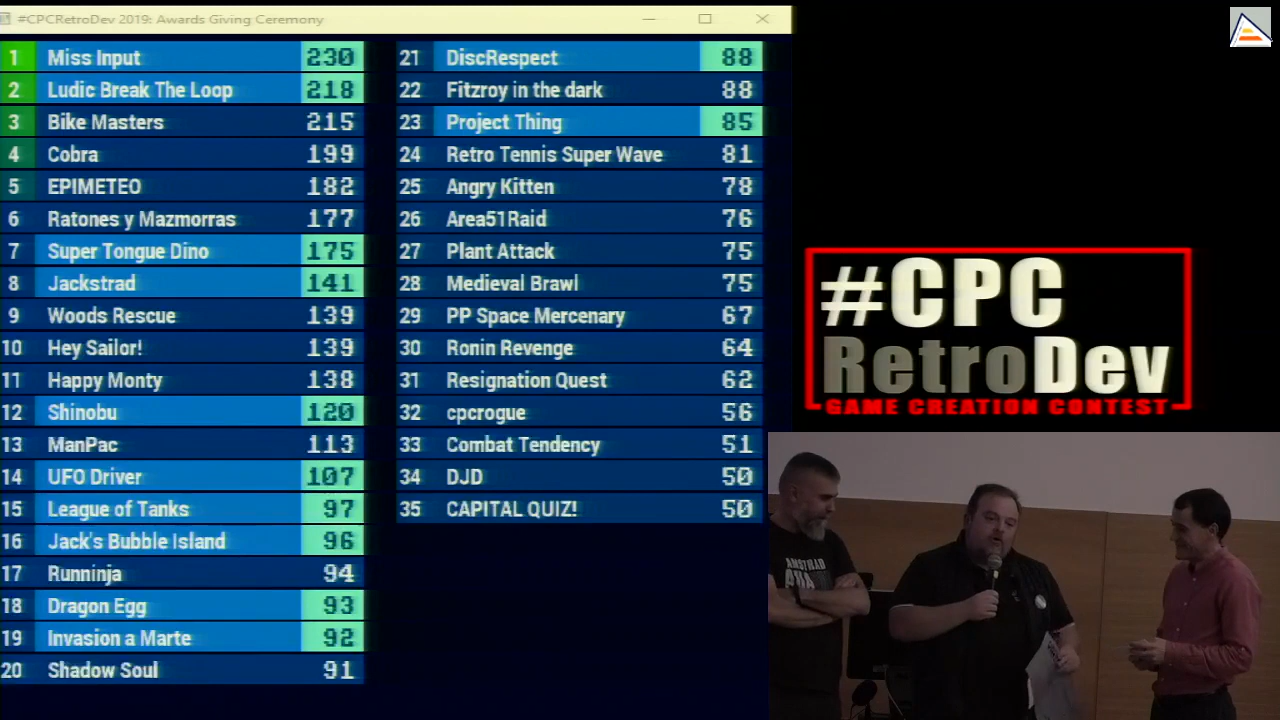 #CPCRetroDev 2019: Awards Giving Ceremony
1 Miss Input 230
2 Ludic Break The Loop 218
3 Bike Masters 215
4 Cobra 199
5 EPIMETEO 182
6 Ratones y Mazmorras 177
7 Super Tongue Dino 175
8 Jackstrad 141
9 Woods Rescue 139
10 Hey Sailor! 139
11 Happy Monty 138
12 Shinobu 120
13 ManPac 113
14 UFO Driver 107
15 League of Tanks 97
16 Jack's Bubble Island 96
17 Runninja 94
18 Dragon Egg 93
19 Invasion a Marte 92
20 Shadow Soul 91
21 DiscRespect 88
22 Fitzroy in the dark 88
23 Project Thing 85
24 Retro Tennis Super Wave 81
25 Angry Kitten 78
26 Area51Raid 76
27 Plant Attack 75
28 Medieval Brawl 75
29 PP Space Mercenary 67
30 Ronin Revenge 64
31 Resignation Quest 62
32 cpcrogue 56
33 Combat Tendency 51
34 DJD 50
35 CAPITAL QUIZ! 50
#CPC
RetroDev
GAME CREATION CONTEST
AMSTRAD